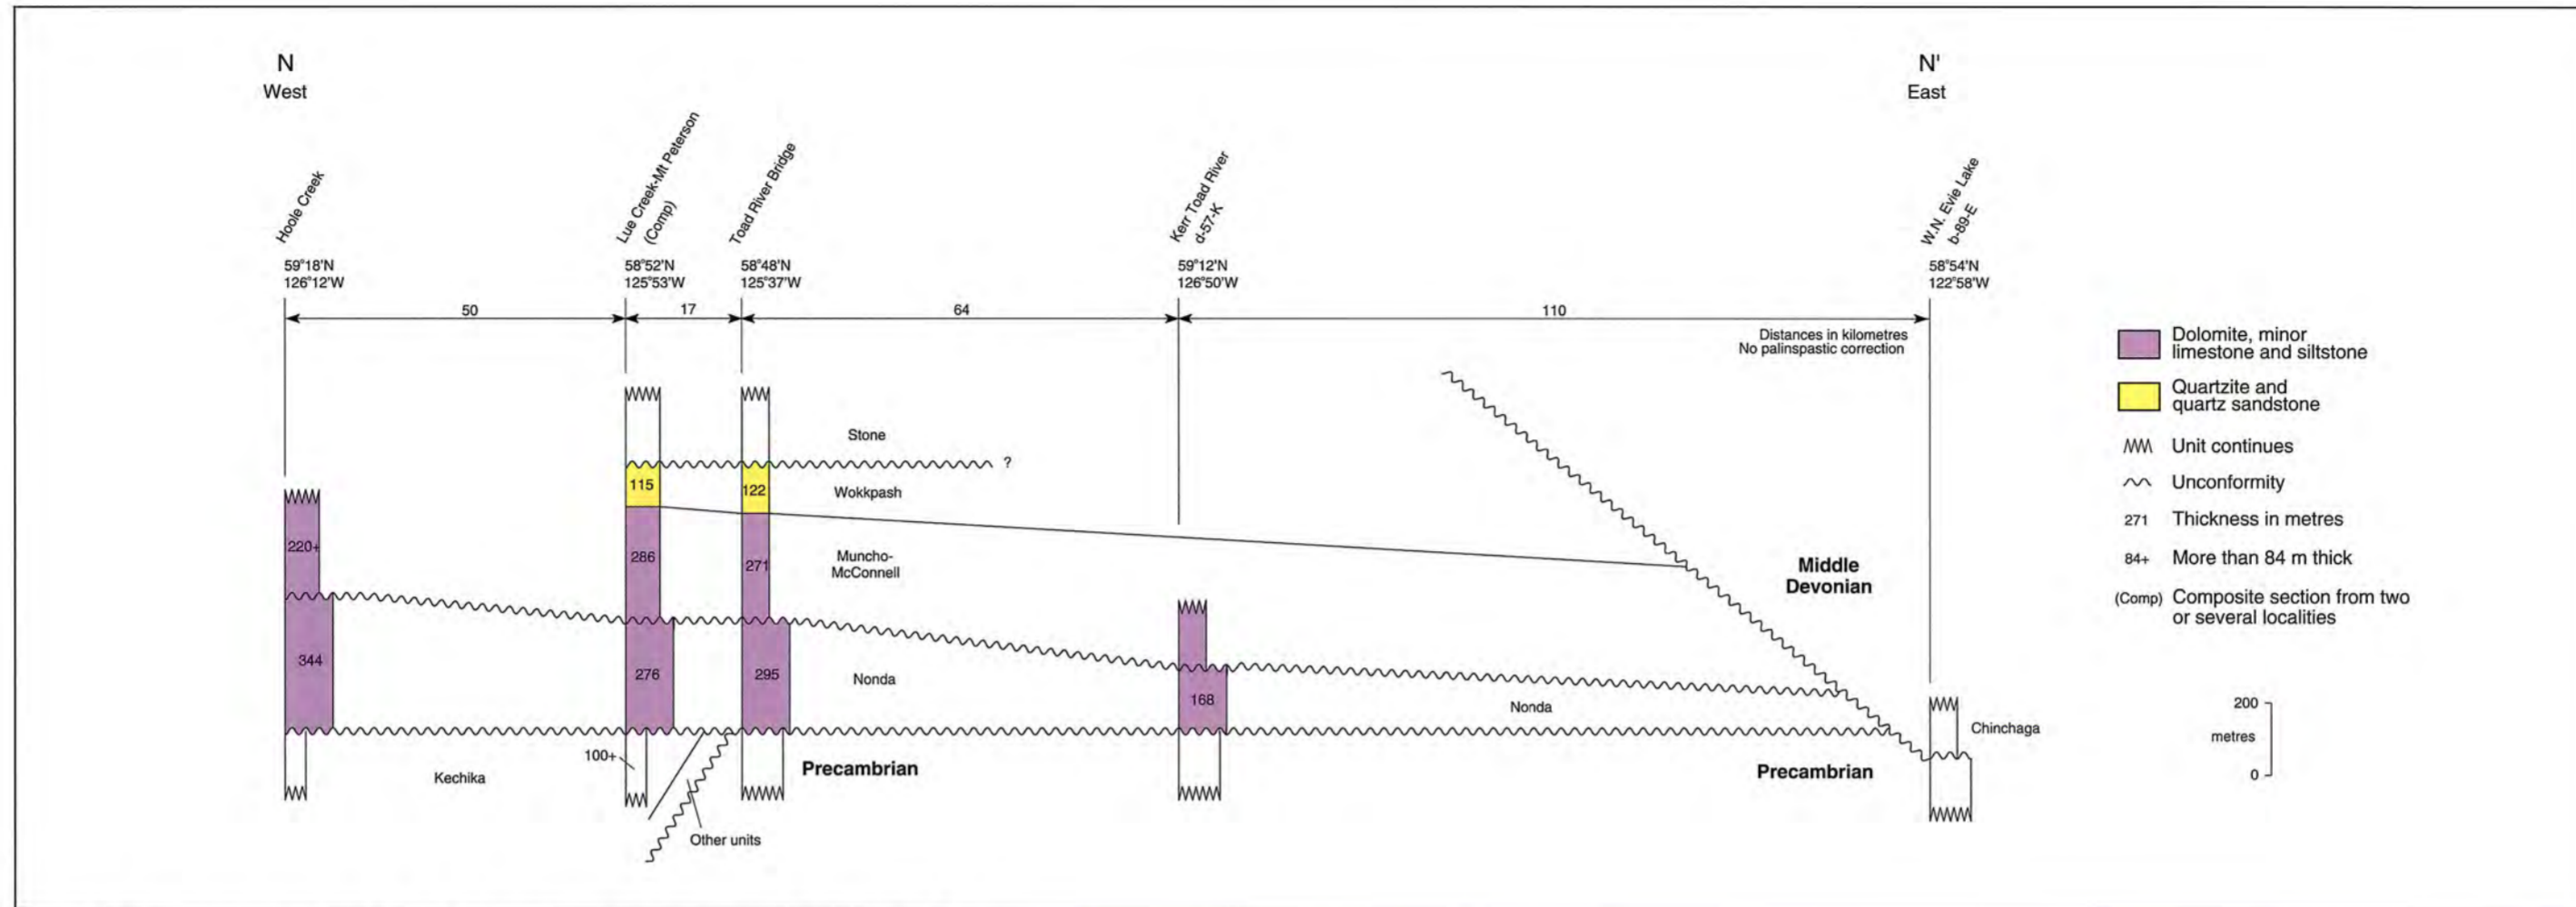 N
West
N'
East
Hoole Creek
Lue Creek-Mt Peterson
(Comp)
Toad River Bridge
Kerr Toad River
d-57-K
W.N. Evie Lake
b-89-E
59°18'N
126°12'W
58°52'N
125°53'W
58°48'N
125°37'W
59°12'N
126°50'W
58°54'N
122°58'W
50
17
64
110
Distances in kilometres
No palinspastic correction
Stone
?
115
122
Wokkpash
220+
286
271
Muncho-
McConnell
Middle
Devonian
344
276
295
Nonda
168
Nonda
Chinchaga
100+
Kechika
Precambrian
Precambrian
Other units
Dolomite, minor
limestone and siltstone
Quartzite and
quartz sandstone
Unit continues
Unconformity
271 Thickness in metres
84+ More than 84 m thick
(Comp) Composite section from two
or several localities
200
metres
0